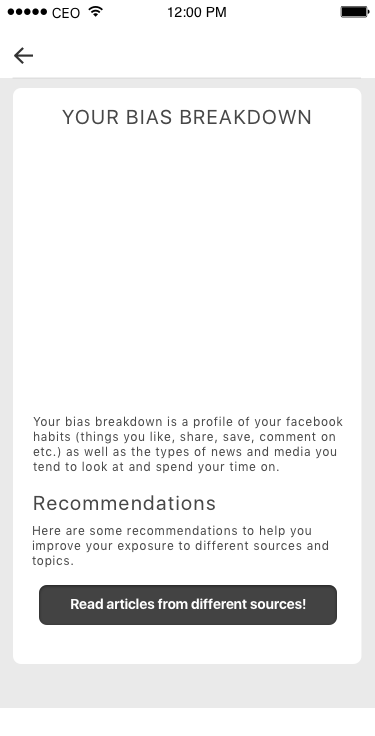 CEO 12:00 PM
YOUR BIAS BREAKDOWN
Your bias breakdown is a profile of your facebook
habits (things you like, share, save, comment on
etc.) as well as the types of news and media you
tend to look at and spend your time on.
Recommendations
Here are some recommendations to help you
improve your exposure to different sources and
topics.
Read articles from different sources!